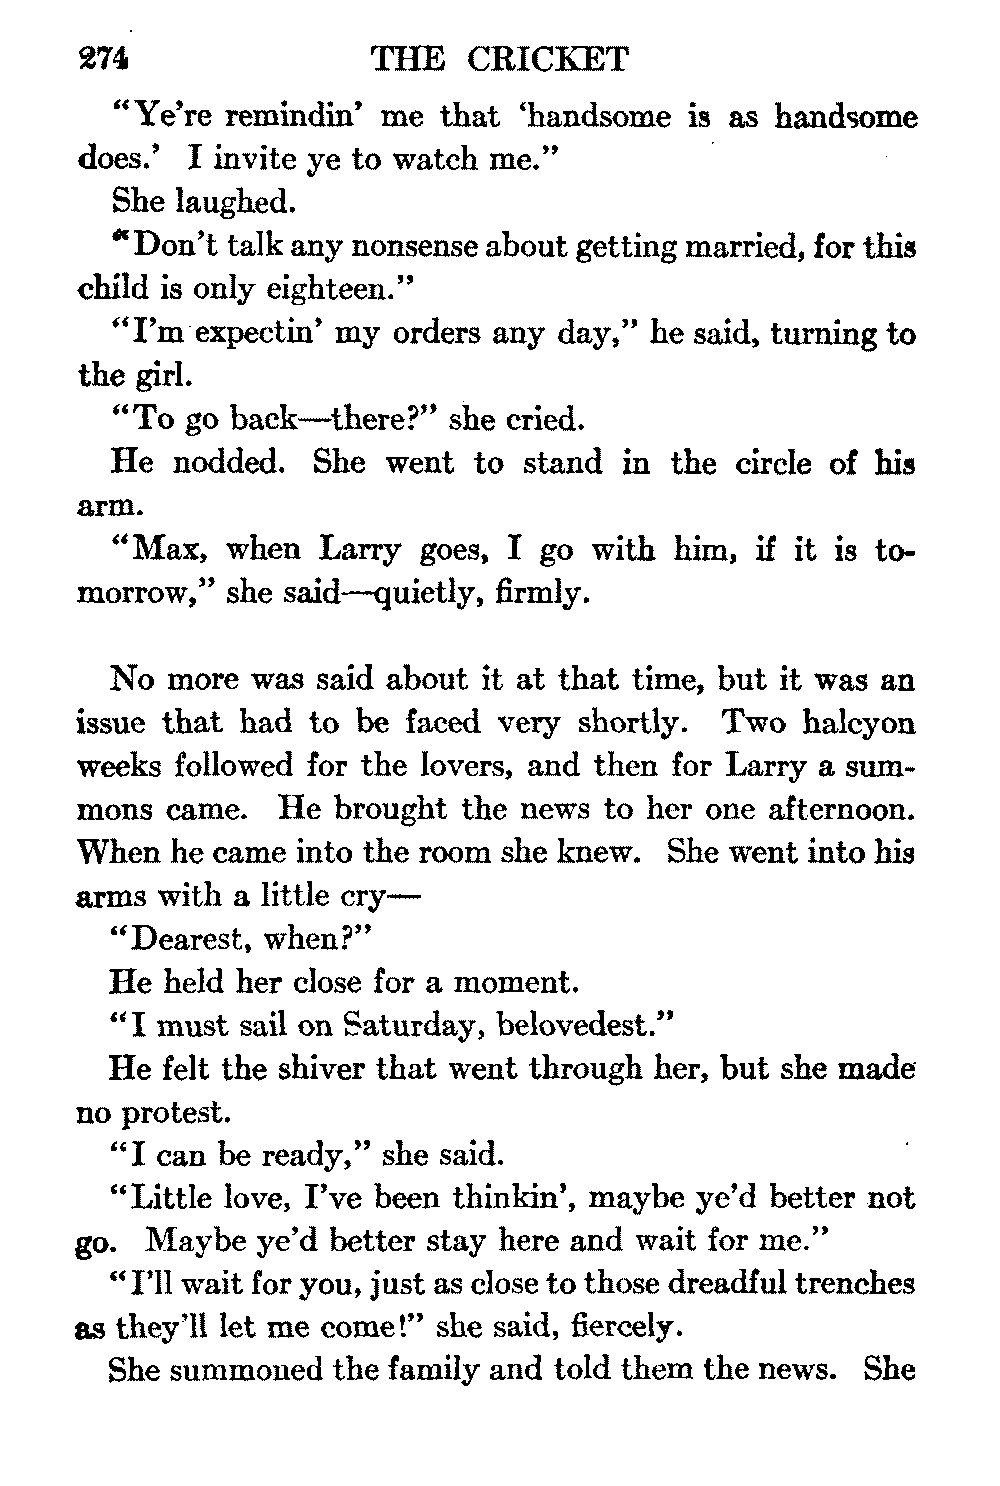 274 THE CRICKET
"Ye're remindin' me that 'handsome is as handsome
does.' I invite ye to watch me."
She laughed.
"Don't talk any nonsense about getting married, for this
child is only eighteen."
"I'm expectin' my orders any day," he said, turning to
the girl.
"To go back—there?" she cried.
He nodded. She went to stand in the circle of his
arm.
"Max, when Larry goes, I go with him, if it is to-
morrow," she said—quietly, firmly.
No more was said about it at that time, but it was an
issue that had to be faced very shortly. Two halcyon
weeks followed for the lovers, and then for Larry a sum-
mons came. He brought the news to her one afternoon.
When he came into the room she knew. She went into his
arms with a little cry—
"Dearest, when?"
He held her close for a moment.
"I must sail on Saturday, belovedest."
He felt the shiver that went through her, but she made
no protest.
"I can be ready," she said.
"Little love, I've been thinkin', maybe ye'd better not
go. Maybe ye'd better stay here and wait for me."
"I'll wait for you, just as close to those dreadful trenches
as they'll let me come!" she said, fiercely.
She summoned the family and told them the news. She